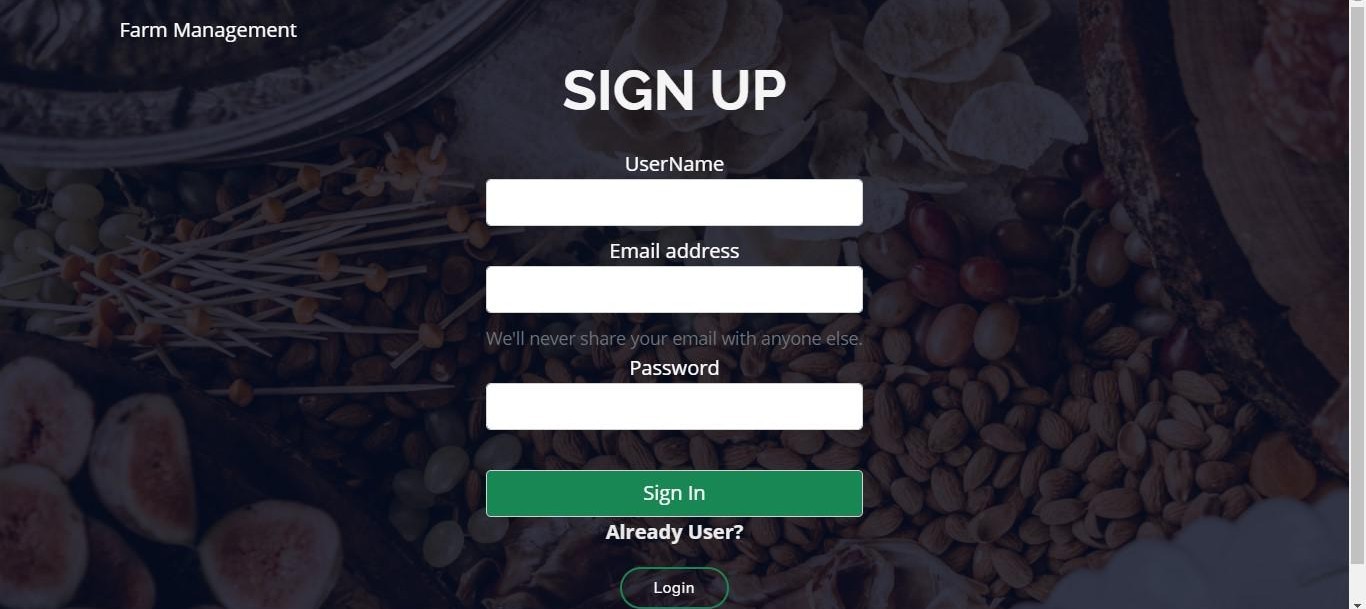 Farm Management
SIGN UP
UserName
Email address
We'll never share your email with anyone else.
Password
Sign In
Already User?
Login